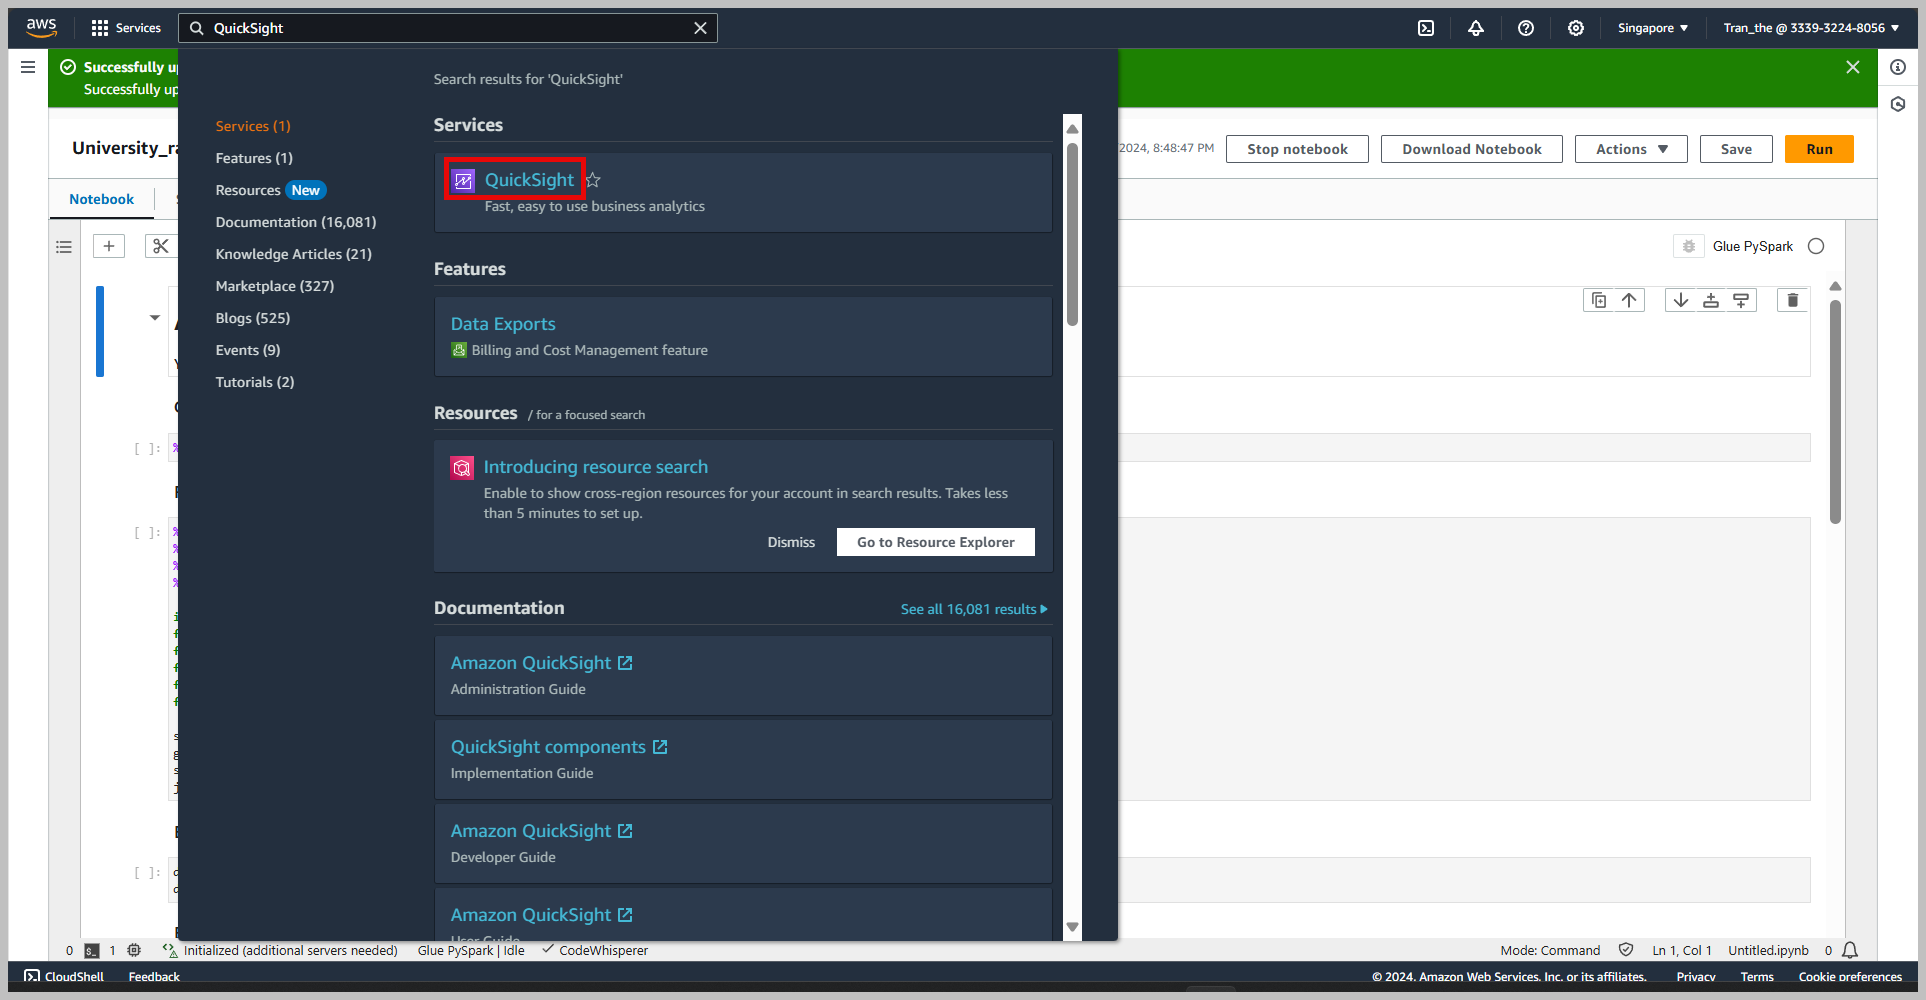 aws
Services
QuickSight
Singapore ▼
Tran_the @ 3339-3224-8056 ▼
Successfully
Successfully
Search results for 'QuickSight'
Services (1)
Features (1)
Resources New
Documentation (16,081)
Knowledge Articles (21)
Marketplace (327)
Blogs (525)
Events (9)
Tutorials (2)
Services
QuickSight
Fast, easy to use business analytics
Features
Data Exports
Billing and Cost Management feature
Resources / for a focused search
Introducing resource search
Enable to show cross-region resources for your account in search results. Takes less
than 5 minutes to set up.
Dismiss
Go to Resource Explorer
Documentation
See all 16,081 results
Amazon QuickSight
Administration Guide
QuickSight components
Implementation Guide
Amazon QuickSight
Developer Guide
Amazon QuickSight
User Guide
University_ra
2024, 8:48:47 PM
Stop notebook
Download Notebook
Actions ▼
Save
Run
Notebook
Glue PySpark
[ ]:
[ ]:
[ ]:
0
1
Initialized (additional servers needed)
Glue PySpark | Idle
CodeWhisperer
Mode: Command
Ln 1, Col 1
Untitled.ipynb
0
CloudShell
Feedback
© 2024, Amazon Web Services, Inc. or its affiliates.
Privacy
Terms
Cookie preferences